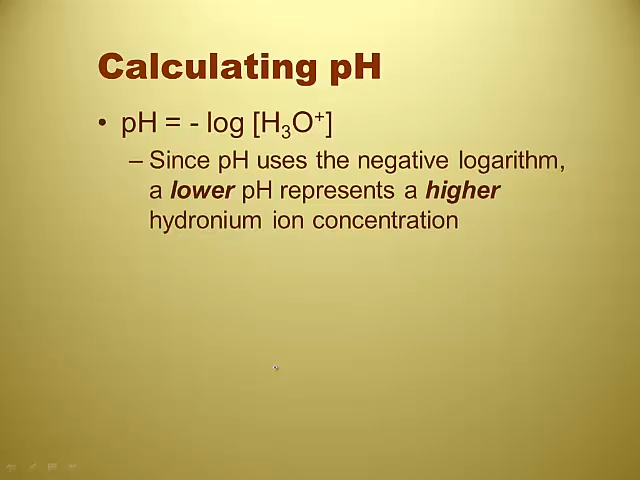 Calculating pH
• pH = - log [H₃O⁺]
– Since pH uses the negative logarithm,
a lower pH represents a higher
hydronium ion concentration